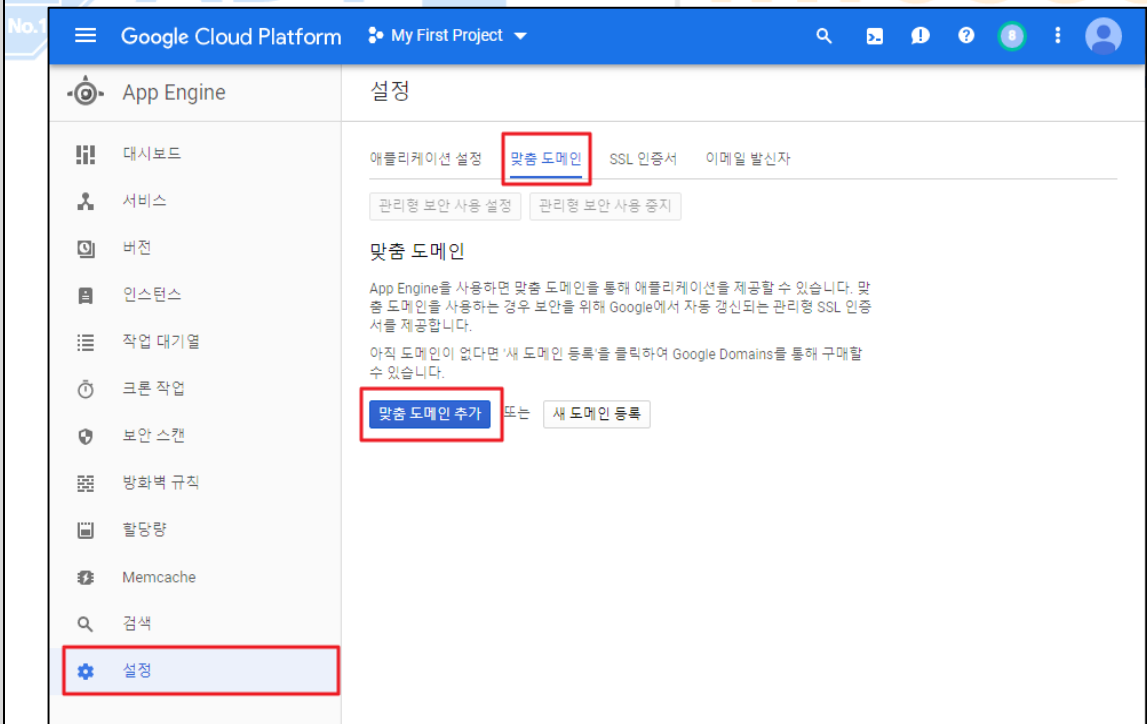 No.1
Google Cloud Platform My First Project 8
App Engine
설정
대시보드
서비스
버전
인스턴스
작업 대기열
크론 작업
보안 스캔
방화벽 규칙
할당량
Memcache
검색
설정
애플리케이션 설정 맞춤 도메인 SSL 인증서 이메일 발신자
관리형 보안 사용 설정 관리형 보안 사용 중지
맞춤 도메인
App Engine을 사용하면 맞춤 도메인을 통해 애플리케이션을 제공할 수 있습니다. 맞
춤 도메인을 사용하는 경우 보안을 위해 Google에서 자동 갱신되는 관리형 SSL 인증
서를 제공합니다.
아직 도메인이 없다면 '새 도메인 등록'을 클릭하여 Google Domains를 통해 구매할
수 있습니다.
맞춤 도메인 추가 또는 새 도메인 등록